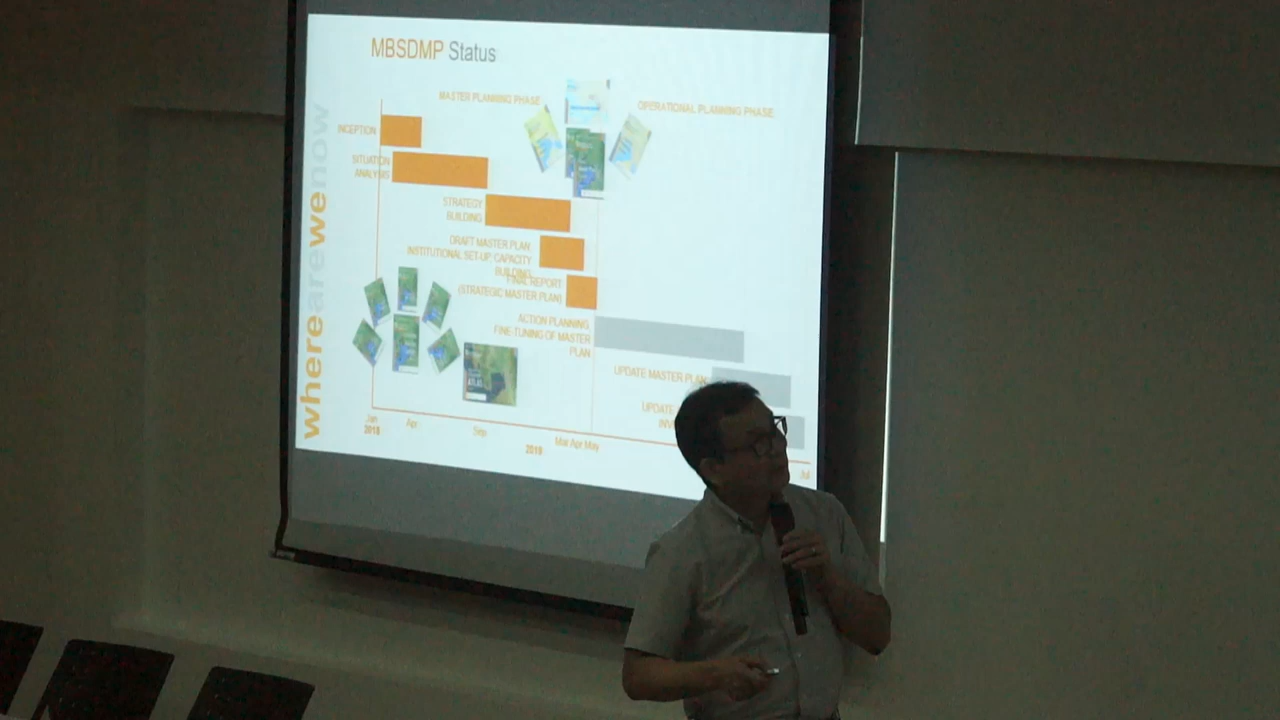 MBSDMP Status
wherearewenow
MASTER PLANNING PHASE
OPERATIONAL PLANNING PHASE
INCEPTION
SITUATION
ANALYSIS
STRATEGY
BUILDING
DRAFT MASTER PLAN
INSTITUTIONAL SET-UP, CAPACITY
BUILDING
FINAL REPORT
(STRATEGIC MASTER PLAN)
ACTION PLANNING,
FINE-TUNING OF MASTER
PLAN
UPDATE MASTER PLAN
UPDATE
ATLAS
Jan
2018
Apr
Sep
2019
Mar Apr May
Jul